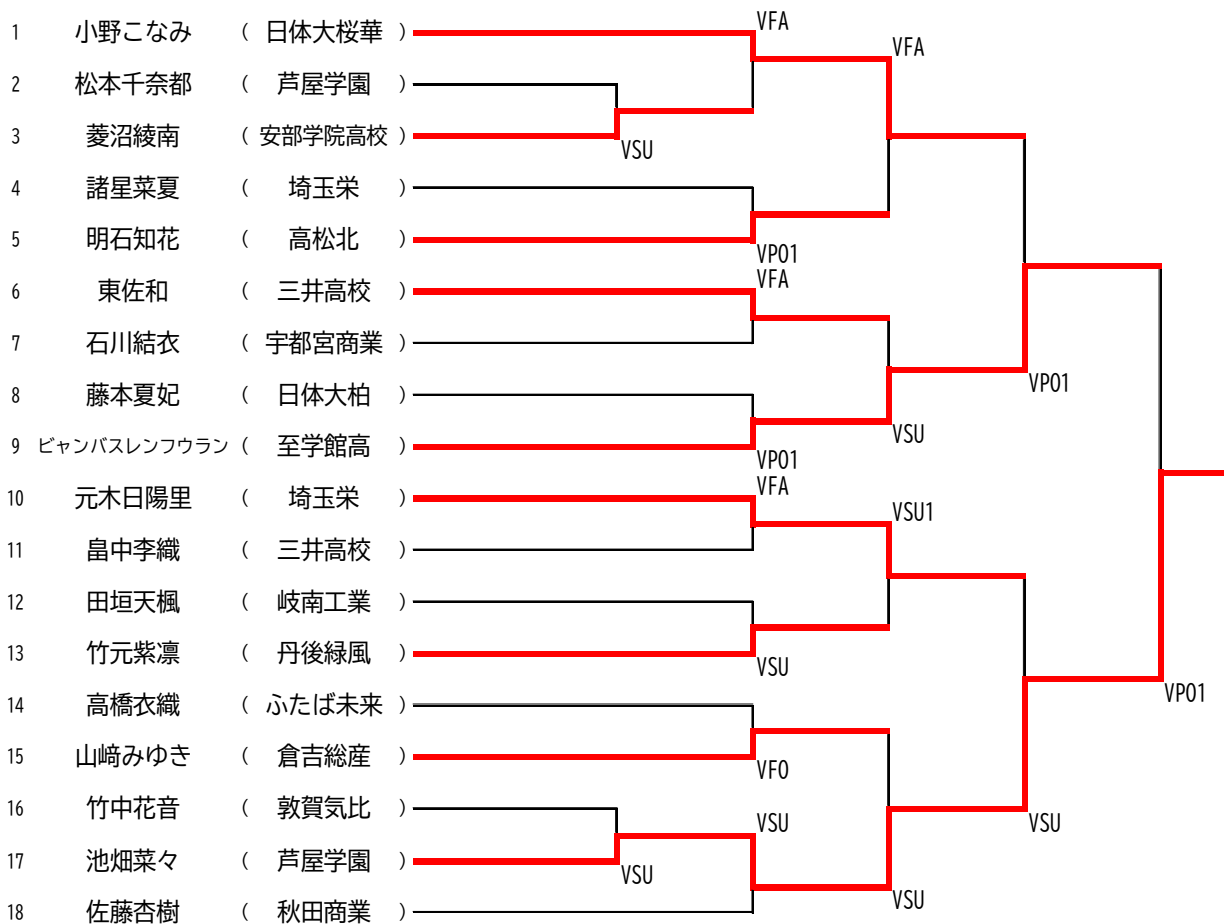 1 小野こなみ ( 日体大桜華 )
2 松本千奈都 ( 芦屋学園 )
3 菱沼綾南 ( 安部学院高校 )
4 諸星菜夏 ( 埼玉栄 )
5 明石知花 ( 高松北 )
6 東佐和 ( 三井高校 )
7 石川結衣 ( 宇都宮商業 )
8 藤本夏妃 ( 日体大柏 )
9 ビャンバスレンフウラン ( 至学館高 )
10 元木日陽里 ( 埼玉栄 )
11 畠中李織 ( 三井高校 )
12 田垣天楓 ( 岐南工業 )
13 竹元紫凛 ( 丹後緑風 )
14 高橋衣織 ( ふたば未来 )
15 山﨑みゆき ( 倉吉総産 )
16 竹中花音 ( 敦賀気比 )
17 池畑菜々 ( 芦屋学園 )
18 佐藤杏樹 ( 秋田商業 )
VSU
VSU
VFA
VPO1
VFA
VPO1
VFA
VSU
VFO
VSU
VFA
VSU
VSU1
VSU
VPO1
VSU
VPO1